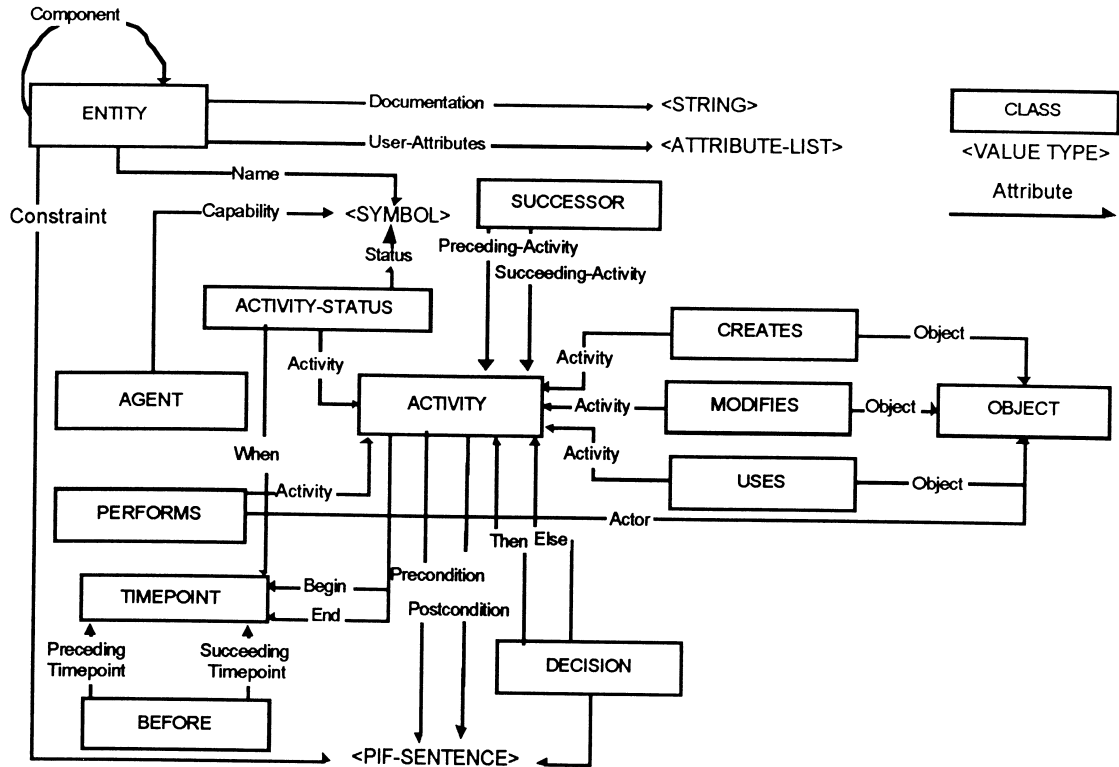 Component
ENTITY
Documentation
<STRING>
CLASS
User-Attributes
<ATTRIBUTE-LIST>
<VALUE TYPE>
Name
Attribute
Constraint
Capability
<SYMBOL>
SUCCESSOR
Status
Preceding-Activity
Succeeding-Activity
ACTIVITY-STATUS
CREATES
Object
Activity
Activity
AGENT
ACTIVITY
Activity
MODIFIES
Object
OBJECT
When
Activity
Activity
USES
Object
PERFORMS
Actor
Then
Else
TIMEPOINT
Begin
Precondition
End
Postcondition
Preceding
Timepoint
Succeeding
Timepoint
DECISION
BEFORE
<PIF-SENTENCE>